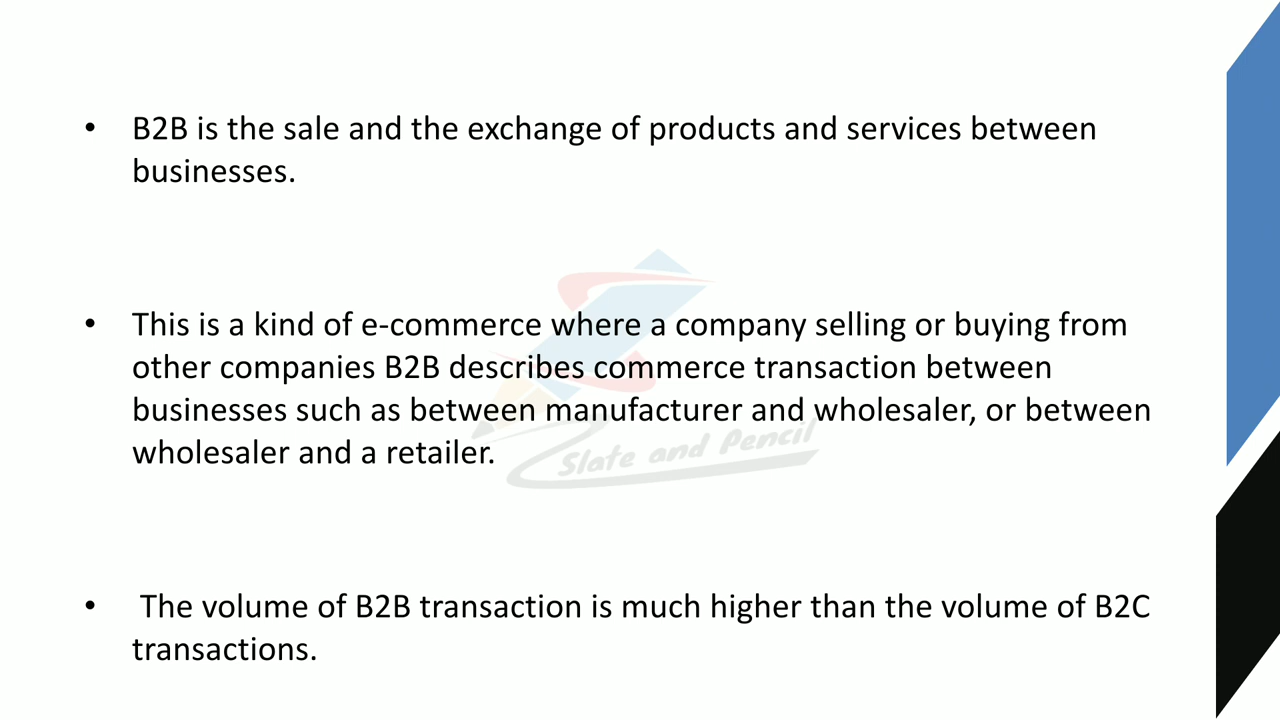 • B2B is the sale and the exchange of products and services between
businesses.
• This is a kind of e-commerce where a company selling or buying from
other companies B2B describes commerce transaction between
businesses such as between manufacturer and wholesaler, or between
wholesaler and a retailer.
Slate and Pencil
• The volume of B2B transaction is much higher than the volume of B2C
transactions.